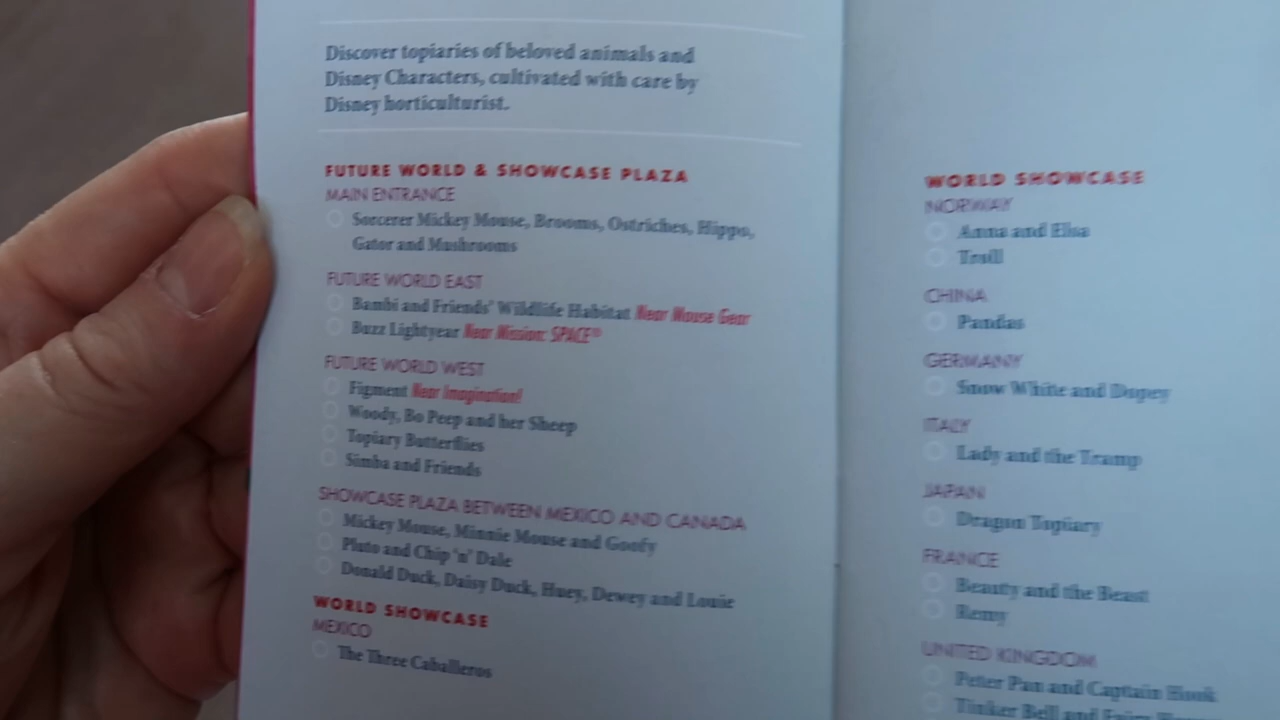 Discover topiaries of beloved animals and
Disney Characters, cultivated with care by
Disney horticulturist.
FUTURE WORLD & SHOWCASE PLAZA
MAIN ENTRANCE
Sorcerer Mickey Mouse, Brooms, Ostriches, Hippo,
Gator and Mushrooms
FUTURE WORLD EAST
Bambi and Friends' Wildlife Habitat Near Mouse Gear
Buzz Lightyear Near Mission: SPACE®
FUTURE WORLD WEST
Figment Near Imagination!
Woody, Bo Peep and her Sheep
Topiary Butterflies
Simba and Friends
SHOWCASE PLAZA BETWEEN MEXICO AND CANADA
Mickey Mouse, Minnie Mouse and Goofy
Pluto and Chip 'n' Dale
Donald Duck, Daisy Duck, Huey, Dewey and Louie
WORLD SHOWCASE
MEXICO
The Three Caballeros
WORLD SHOWCASE
NORWAY
Anna and Elsa
Troll
CHINA
Pandas
GERMANY
Snow White and Dopey
ITALY
Lady and the Tramp
JAPAN
Dragon Topiary
FRANCE
Beauty and the Beast
Remy
UNITED KINGDOM
Peter Pan and Captain Hook
Tinker Bell and Fairy